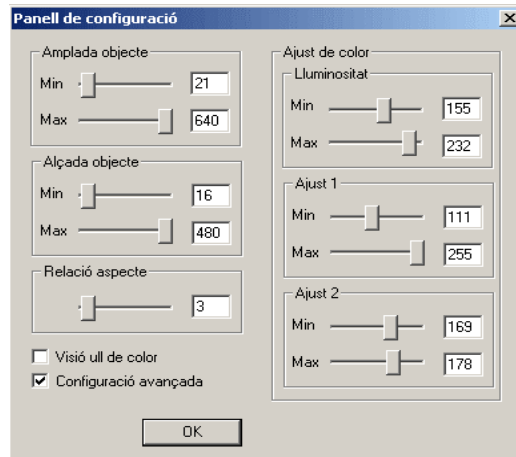 Panell de configuració
Amplada objecte
Min 21
Max 640
Alçada objecte
Min 16
Max 480
Relació aspecte
3
Visió ull de color
Configuració avançada
OK
Ajust de color
Lluminositat
Min 155
Max 232
Ajust 1
Min 111
Max 255
Ajust 2
Min 169
Max 178